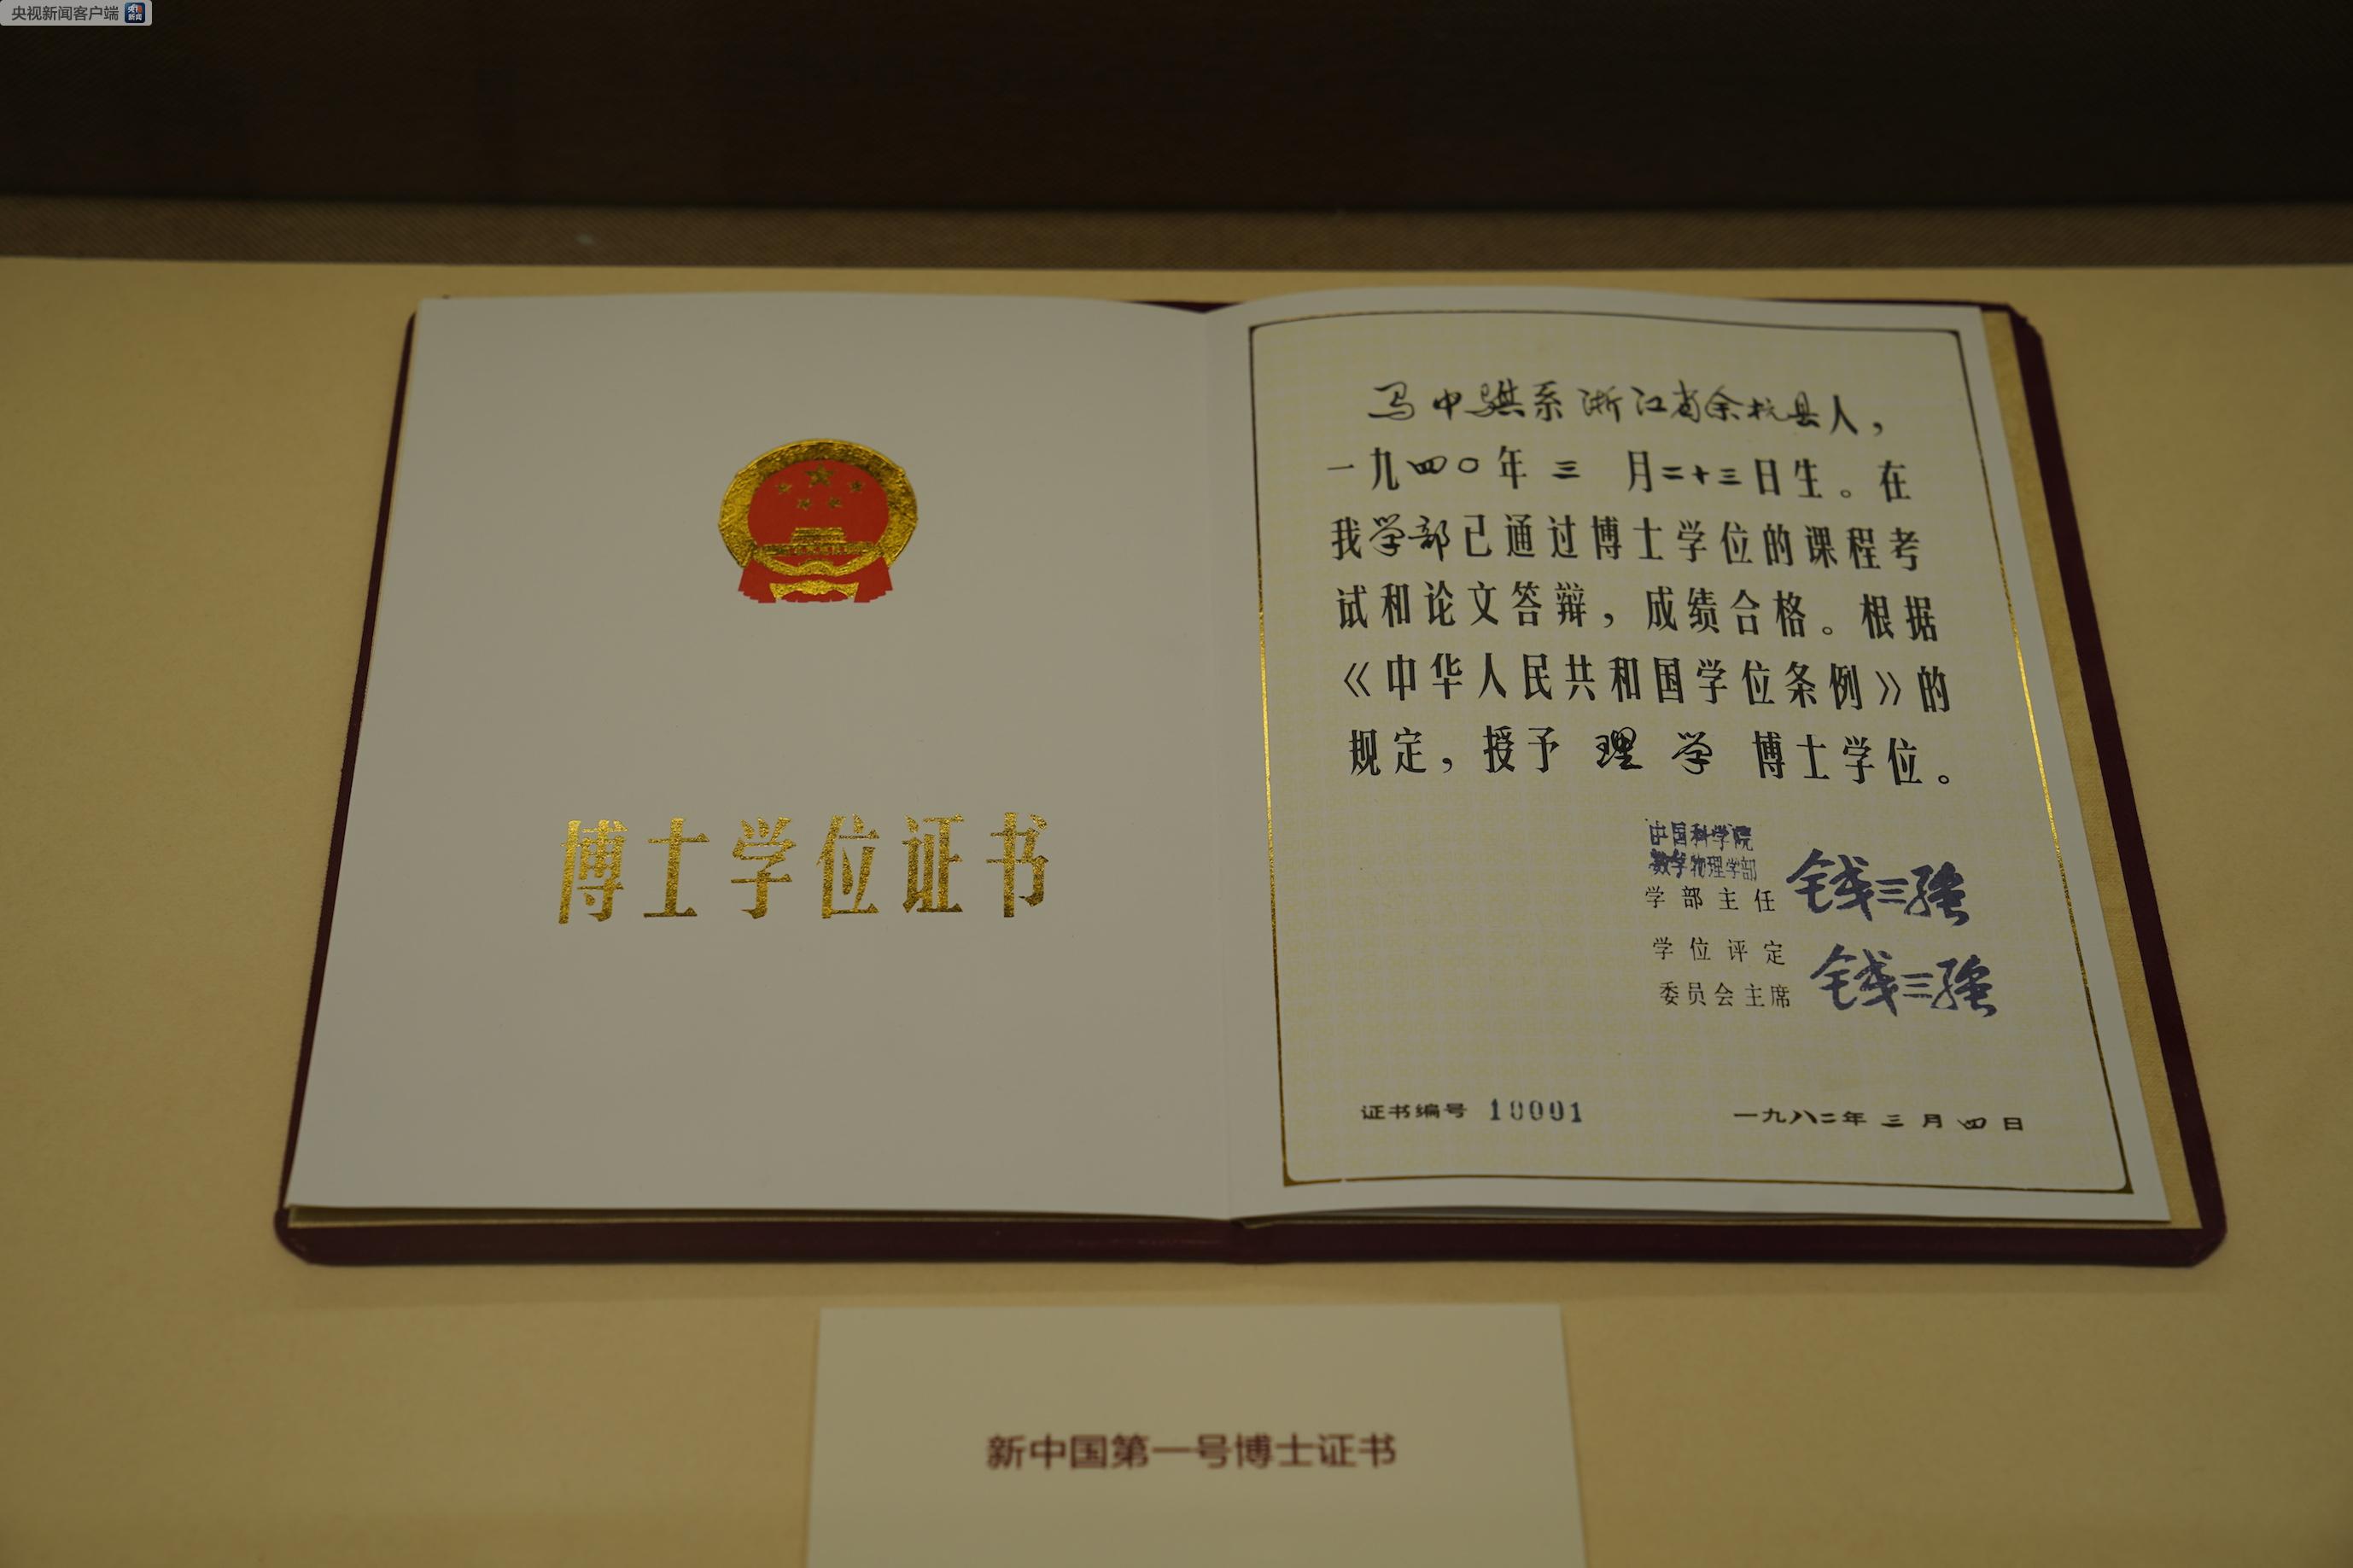 央视新闻客户端
央视
新闻
博士学位证书
马中骐系浙江省余杭县人，
一九四〇年三月二十三日生。在
我学部已通过博士学位的课程考
试和论文答辩，成绩合格。根据
《中华人民共和国学位条例》的
规定，授予理学博士学位。
中国科学院
数学物理学部
学部主任 钱三强
学位评定
委员会主席 钱三强
证书编号 10001 一九八二年三月四日
新中国第一号博士证书